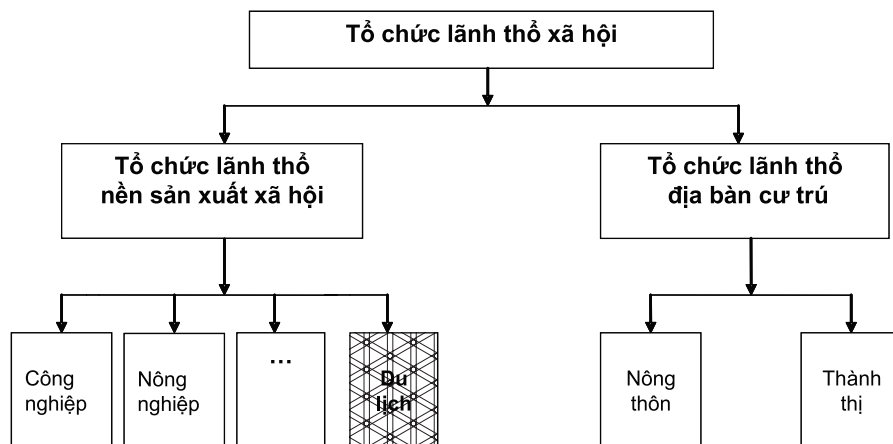 Tổ chức lãnh thổ xã hội
Tổ chức lãnh thổ
nền sản xuất xã hội
Tổ chức lãnh thổ
địa bàn cư trú
Công
nghiệp
Nông
nghiệp
...
Du
lịch
Nông
thôn
Thành
thị